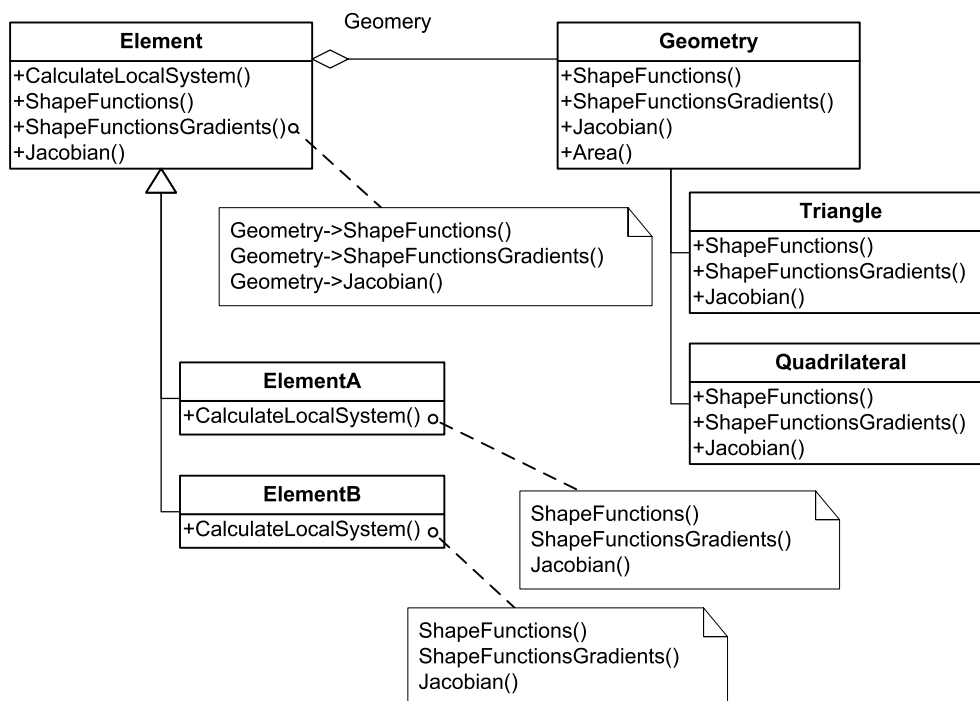 Geomery
Element
+CalculateLocalSystem()
+ShapeFunctions()
+ShapeFunctionsGradients()
+Jacobian()
Geometry
+ShapeFunctions()
+ShapeFunctionsGradients()
+Jacobian()
+Area()
Geometry->ShapeFunctions()
Geometry->ShapeFunctionsGradients()
Geometry->Jacobian()
Triangle
+ShapeFunctions()
+ShapeFunctionsGradients()
+Jacobian()
Quadrilateral
+ShapeFunctions()
+ShapeFunctionsGradients()
+Jacobian()
ElementA
+CalculateLocalSystem()
ElementB
+CalculateLocalSystem()
ShapeFunctions()
ShapeFunctionsGradients()
Jacobian()
ShapeFunctions()
ShapeFunctionsGradients()
Jacobian()